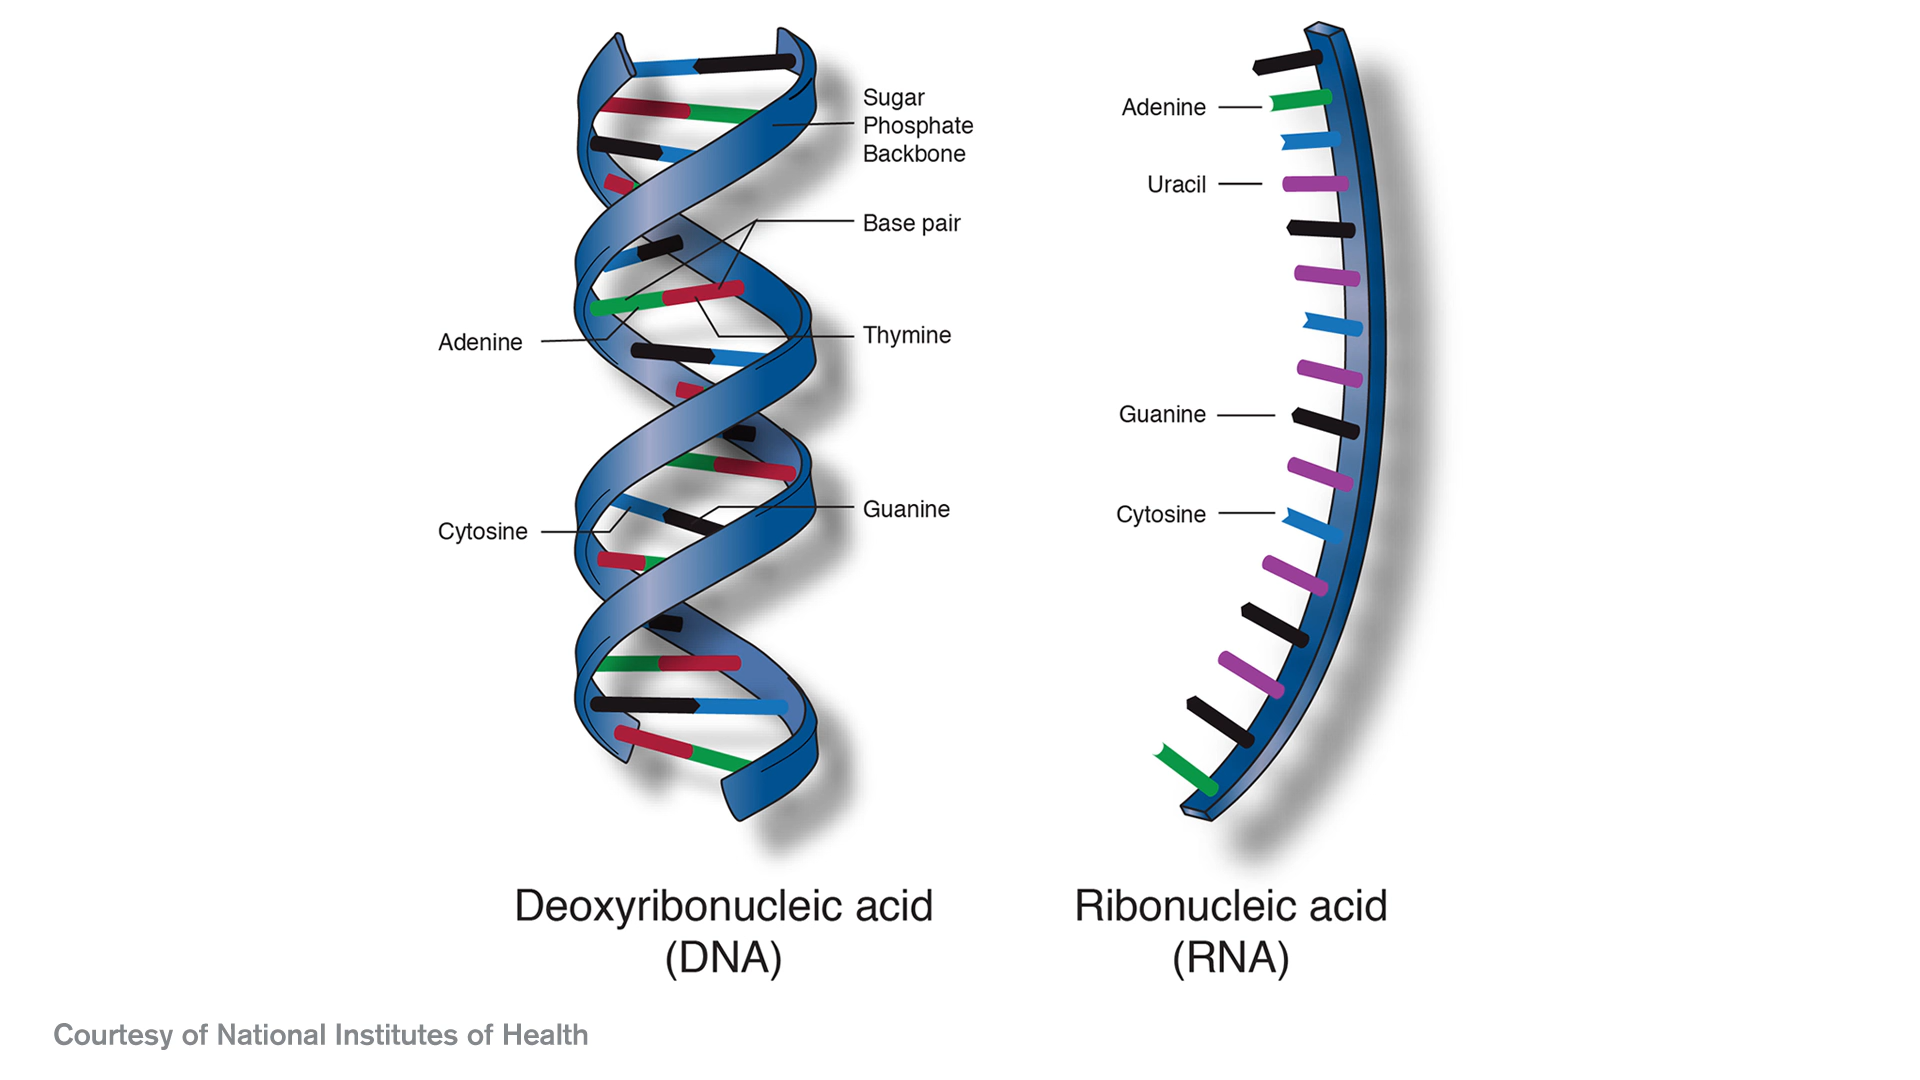 Sugar
Phosphate
Backbone
Base pair
Adenine
Thymine
Cytosine
Guanine
Deoxyribonucleic acid
(DNA)
Adenine
Uracil
Guanine
Cytosine
Ribonucleic acid
(RNA)
Courtesy of National Institutes of Health